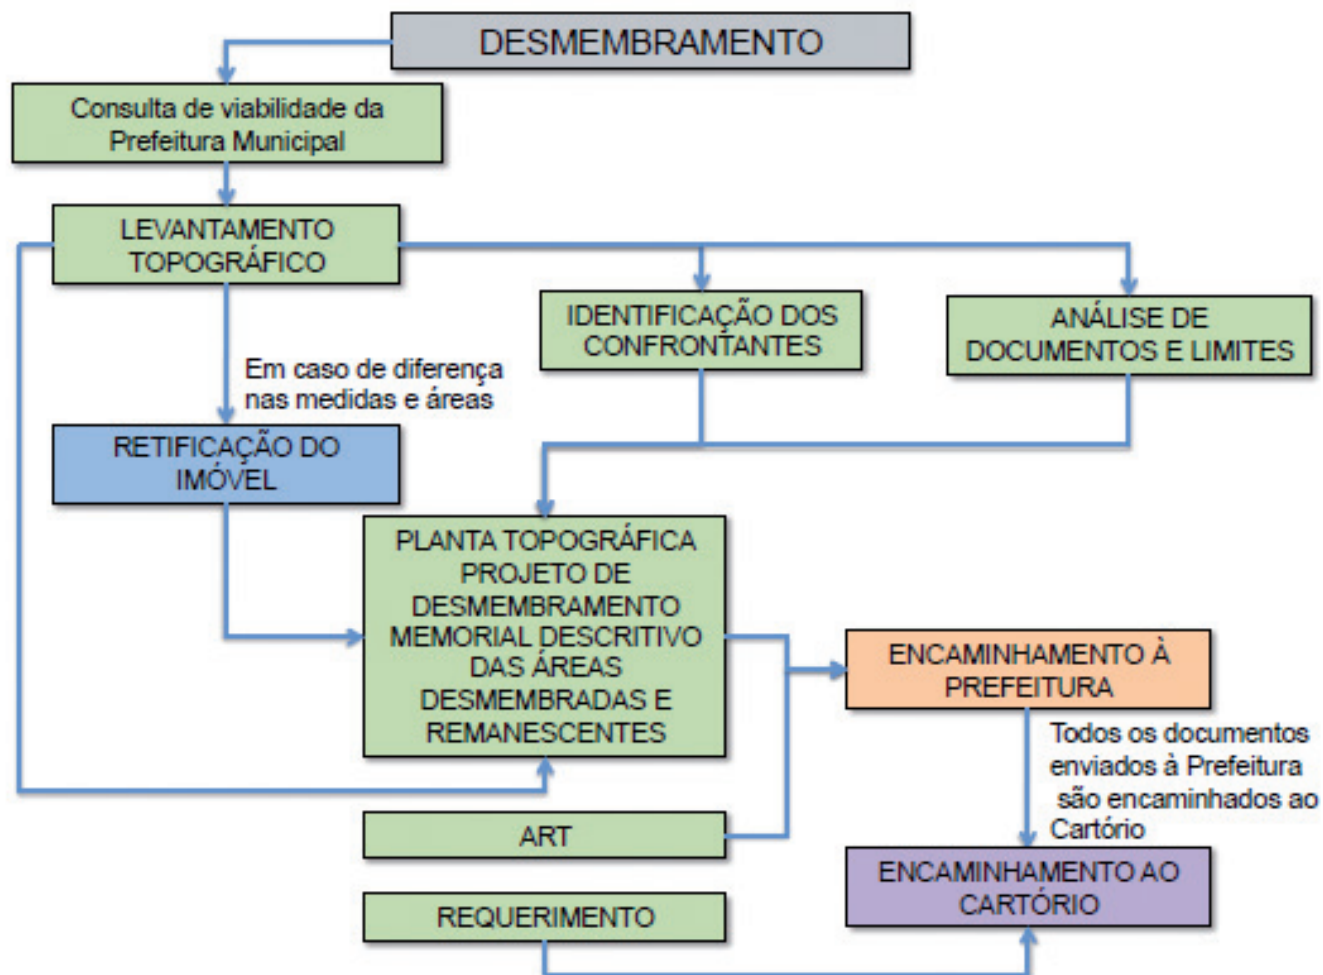 DESMEMBRAMENTO
Consulta de viabilidade da
Prefeitura Municipal
LEVANTAMENTO
TOPOGRÁFICO
IDENTIFICAÇÃO DOS
CONFRONTANTES
ANÁLISE DE
DOCUMENTOS E LIMITES
Em caso de diferença
nas medidas e áreas
RETIFICAÇÃO DO
IMÓVEL
PLANTA TOPOGRÁFICA
PROJETO DE
DESMEMBRAMENTO
MEMORIAL DESCRITIVO
DAS ÁREAS
DESMEMBRADAS E
REMANESCENTES
ENCAMINHAMENTO À
PREFEITURA
Todos os documentos
enviados à Prefeitura
são encaminhados ao
Cartório
ART
ENCAMINHAMENTO AO
CARTÓRIO
REQUERIMENTO